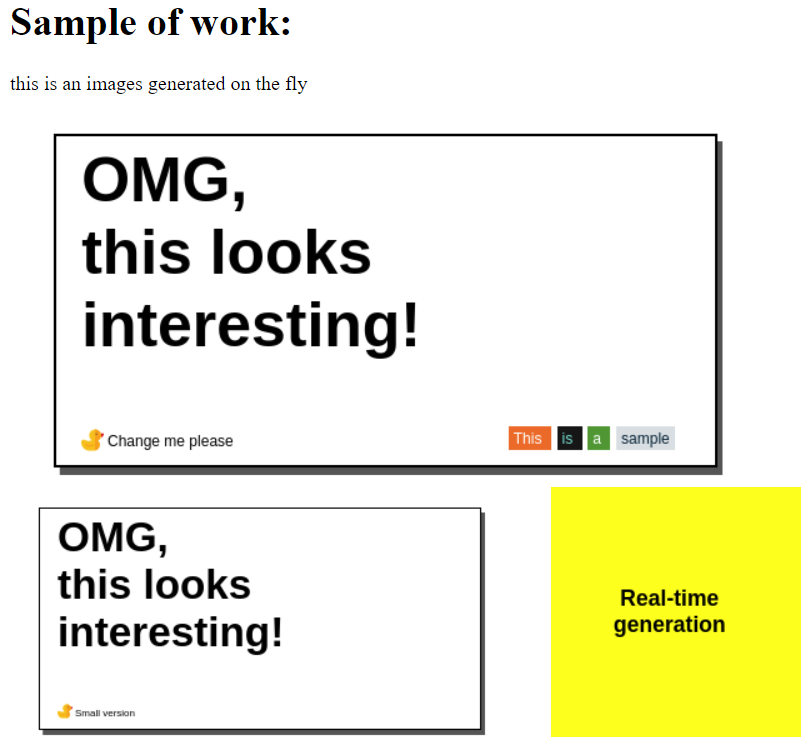 Sample of work:
this is an images generated on the fly
OMG,
this looks
interesting!
Change me please
This is a sample
OMG,
this looks
interesting!
Small version
Real-time
generation